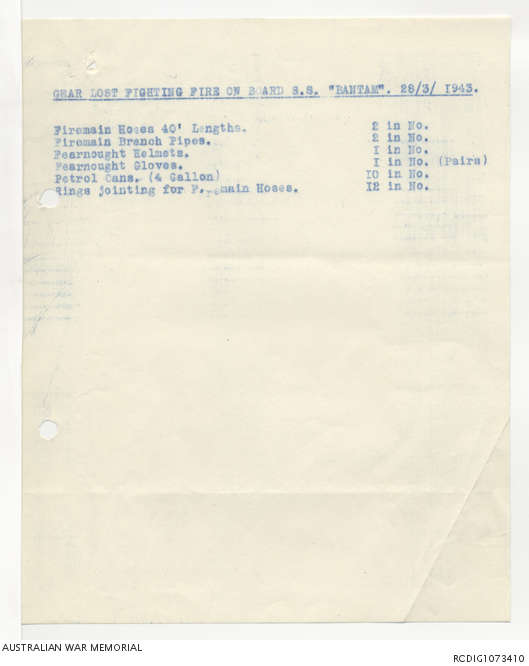 GEAR LOST FIGHTING FIRE ON BOARD S.S. "BANTAM". 28/3/ 1943.
Firemain Hoses 40' Lengths. 2 in No.
Firemain Branch Pipes. 2 in No.
Fearnought Helmets. I in No.
Fearnought Gloves. I in No. (Pairs)
Petrol Cans. (4 Gallon) IO in No.
Rings jointing for Firemain Hoses. I2 in No.
AUSTRALIAN WAR MEMORIAL RCDIG1073410